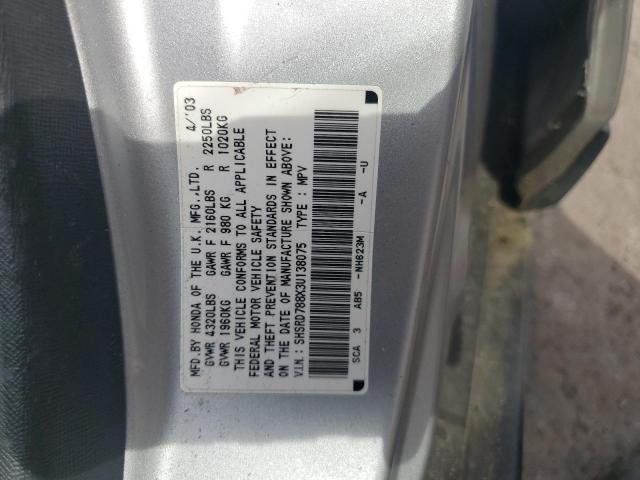 MFD.BY HONDA OF THE U.K. MFG.,LTD. 4/'03
GVWR 4320LBS GAWR F 2160LBS R 2250LBS
GVWR 1960KG GAWR F 980 KG R 1020KG
THIS VEHICLE CONFORMS TO ALL APPLICABLE
FEDERAL MOTOR VEHICLE SAFETY
AND THEFT PREVENTION STANDARDS IN EFFECT
ON THE DATE OF MANUFACTURE SHOWN ABOVE:
V.I.N.: SHSRD788X3U138075 TYPE : MPV
SCA 3 AB5 -NH623M -A -U